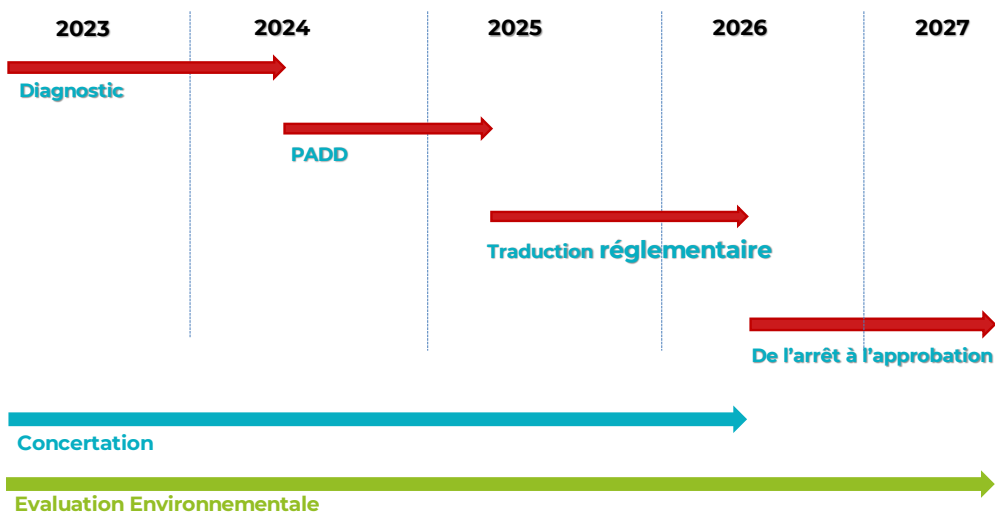 2023 2024 2025 2026 2027
Diagnostic
PADD
Traduction réglementaire
De l'arrêt à l'approbation
Concertation
Evaluation Environnementale